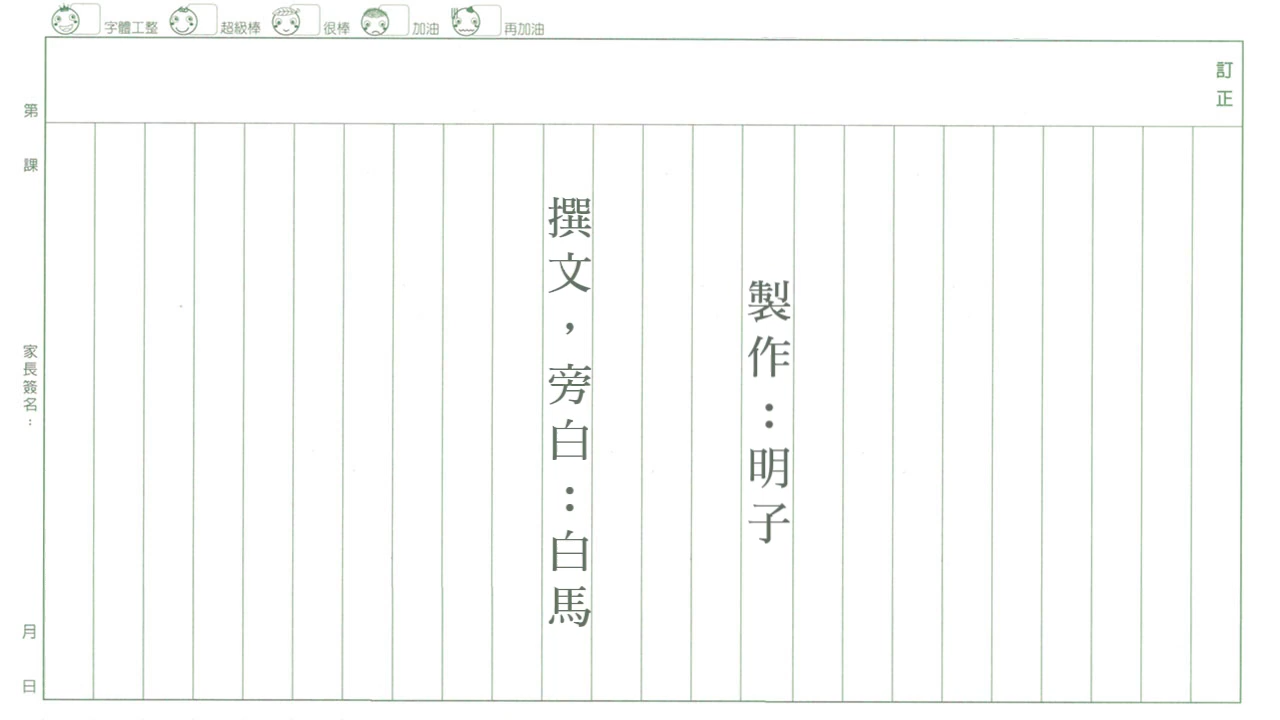 字體工整 超級棒 很棒 加油 再加油
訂正
製作：明子
撰文，旁白：白馬
第 課
家長簽名：
月 日